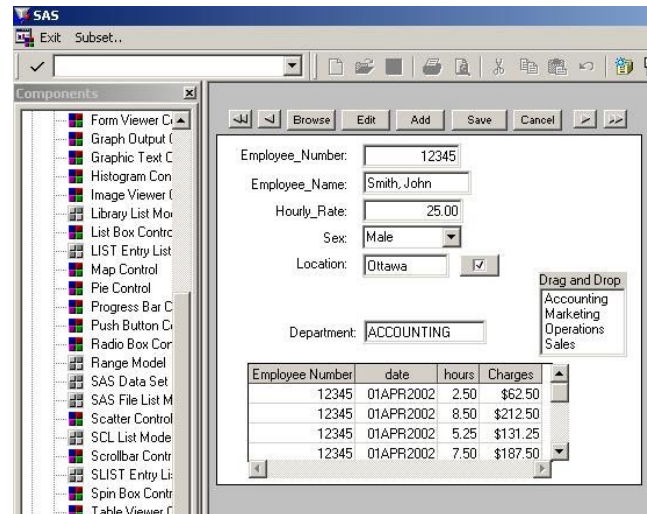 SAS
Exit Subset..
Components
Form Viewer C
Graph Output
Graphic Text C
Histogram Con
Image Viewer
Library List Mo
List Box Contro
LIST Entry List
Map Control
Pie Control
Progress Bar C
Push Button C
Radio Box Con
Range Model
SAS Data Set
SAS File List M
Scatter Control
SCL List Mode
Scrollbar Contr
SLIST Entry Li
Spin Box Contr
Table Viewer
Browse Edit Add Save Cancel
Employee_Number: 12345
Employee_Name: Smith, John
Hourly_Rate: 25.00
Sex: Male
Location: Ottawa
Drag and Drop
Accounting
Marketing
Operations
Sales
Department: ACCOUNTING
Employee Number date hours Charges
12345 01APR2002 2.50 $62.50
12345 01APR2002 8.50 $212.50
12345 01APR2002 5.25 $131.25
12345 01APR2002 7.50 $187.50